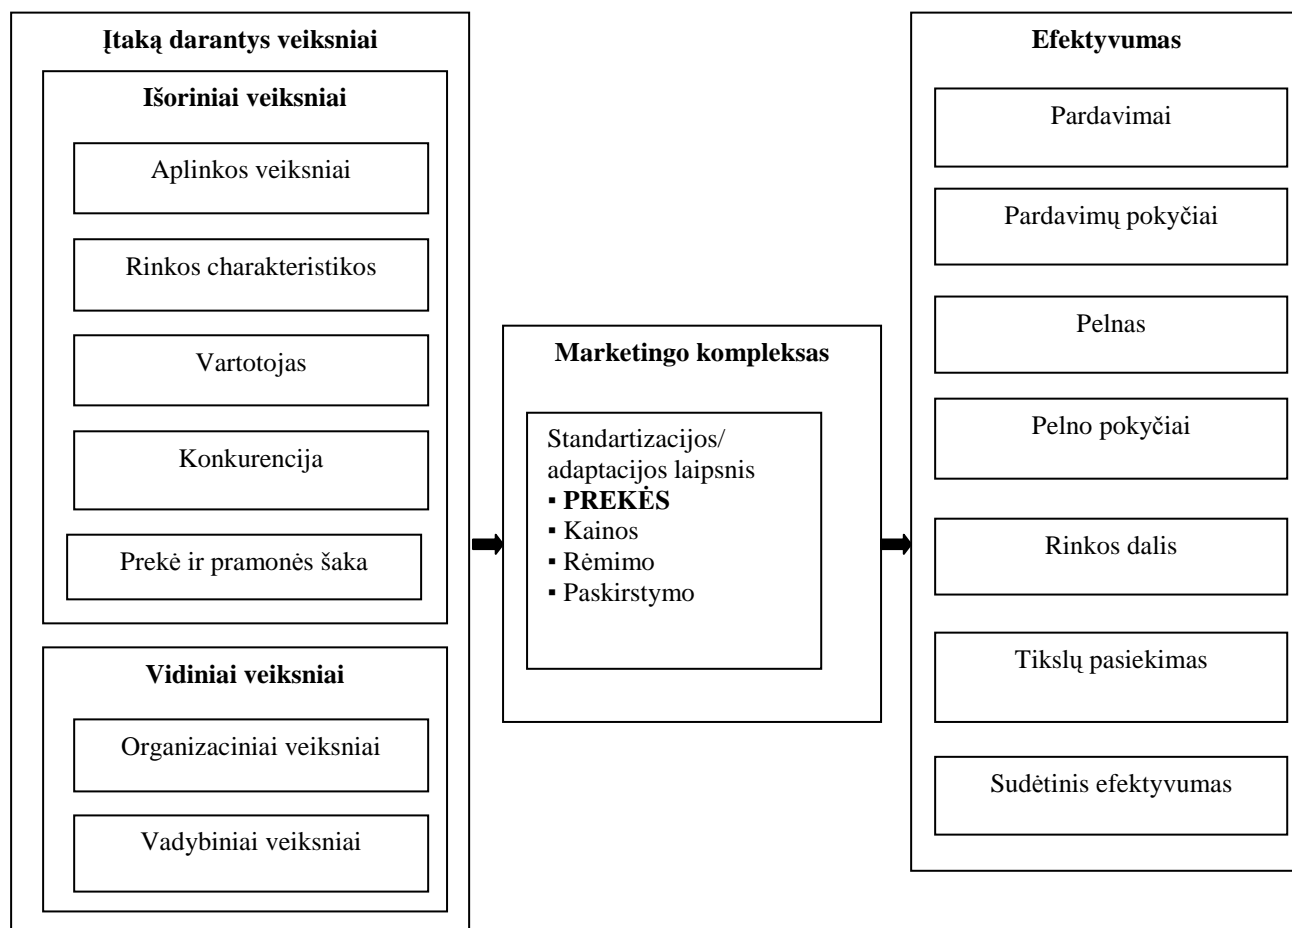 Įtaką darantys veiksniai
Išoriniai veiksniai
Aplinkos veiksniai
Rinkos charakteristikos
Vartotojas
Konkurencija
Prekė ir pramonės šaka
Vidiniai veiksniai
Organizaciniai veiksniai
Vadybiniai veiksniai
Marketingo kompleksas
Standartizacijos/
adaptacijos laipsnis
▪ PREKĖS
▪ Kainos
▪ Rėmimo
▪ Paskirstymo
Efektyvumas
Pardavimai
Pardavimų pokyčiai
Pelnas
Pelno pokyčiai
Rinkos dalis
Tikslų pasiekimas
Sudėtinis efektyvumas